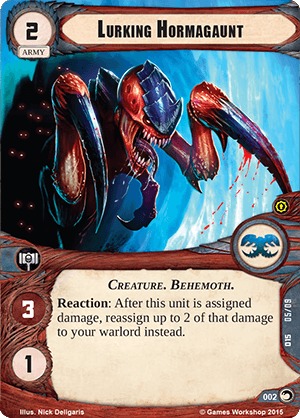 2
ARMY
Lurking Hormagaunt
Creature. Behemoth.
3
Reaction: After this unit is assigned
damage, reassign up to 2 of that damage
to your warlord instead.
1
015 05/09
002
Illus. Nick Deligaris
© Games Workshop 2015